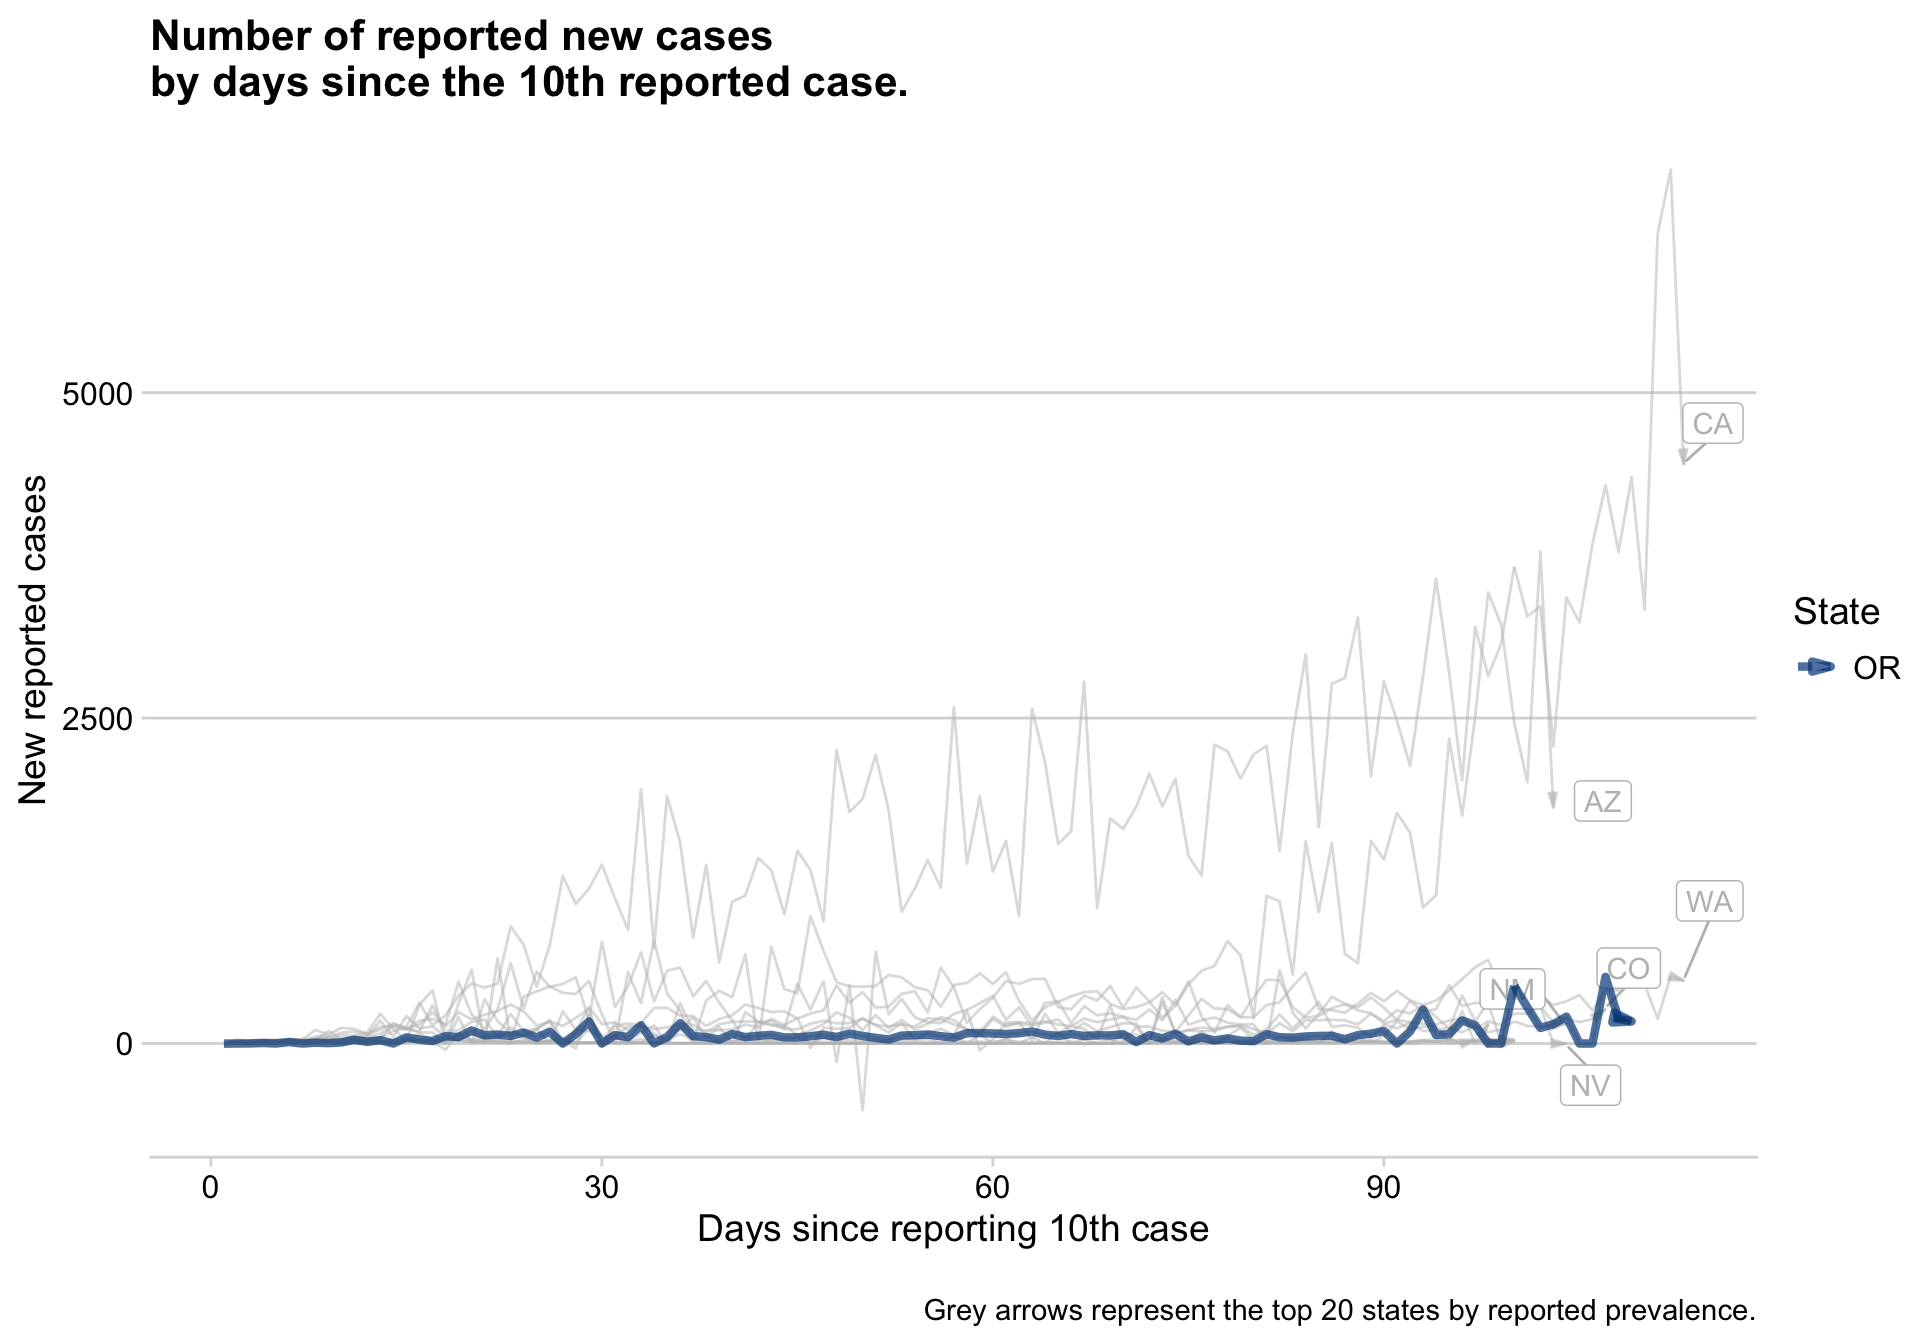 Number of reported new cases
by days since the 10th reported case.
New reported cases
5000
2500
0
CA
AZ
WA
CO
NM
NV
State
OR
0
30
60
90
Days since reporting 10th case
Grey arrows represent the top 20 states by reported prevalence.